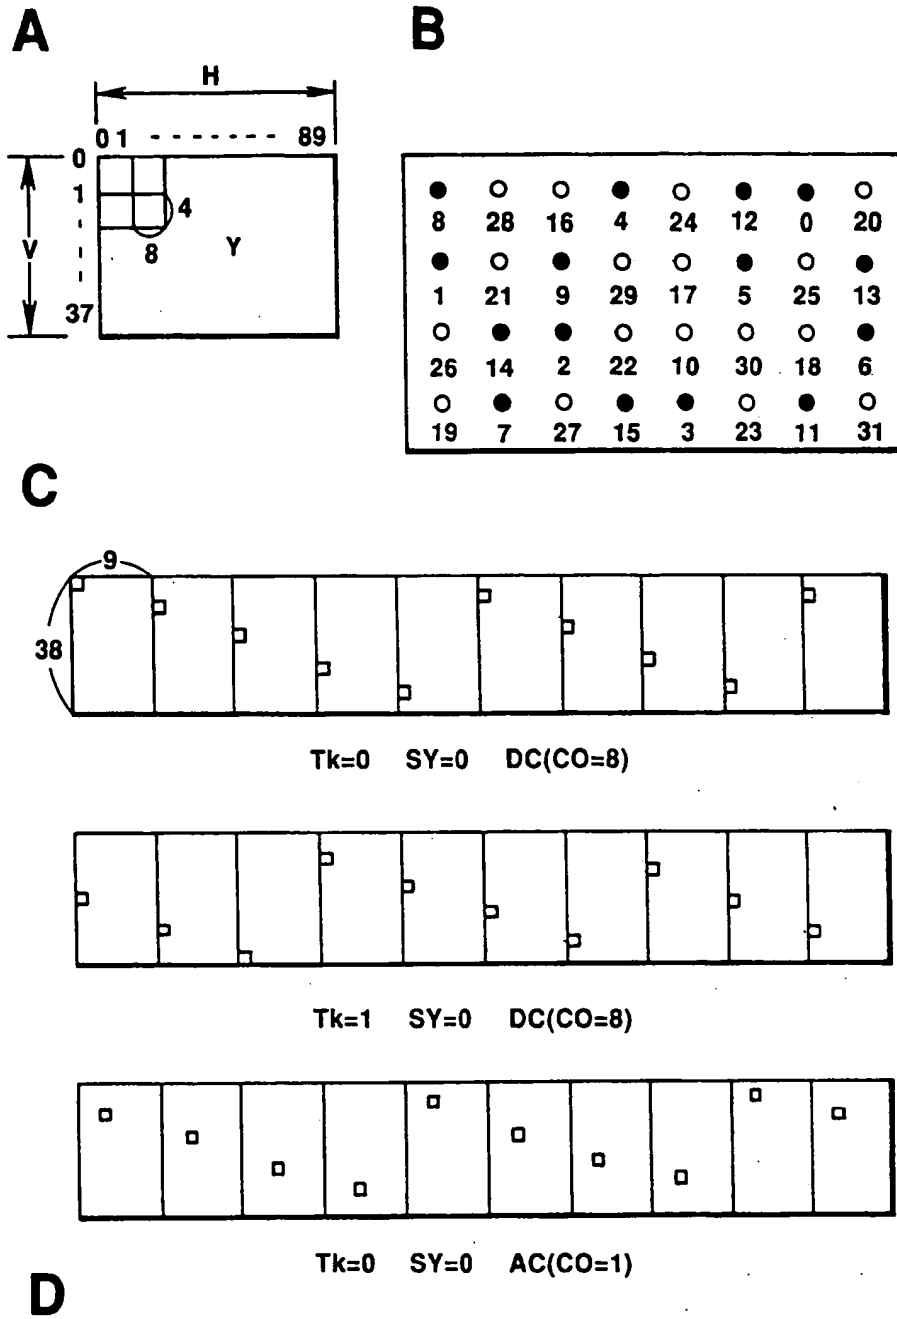 A
B
H
0 1 - - - - - - - 89
0
1
V
37
4
8
Y
8 28 16 4 24 12 0 20
1 21 9 29 17 5 25 13
26 14 2 22 10 30 18 6
19 7 27 15 3 23 11 31
C
9
38
Tk=0 SY=0 DC(CO=8)
Tk=1 SY=0 DC(CO=8)
Tk=0 SY=0 AC(CO=1)
D